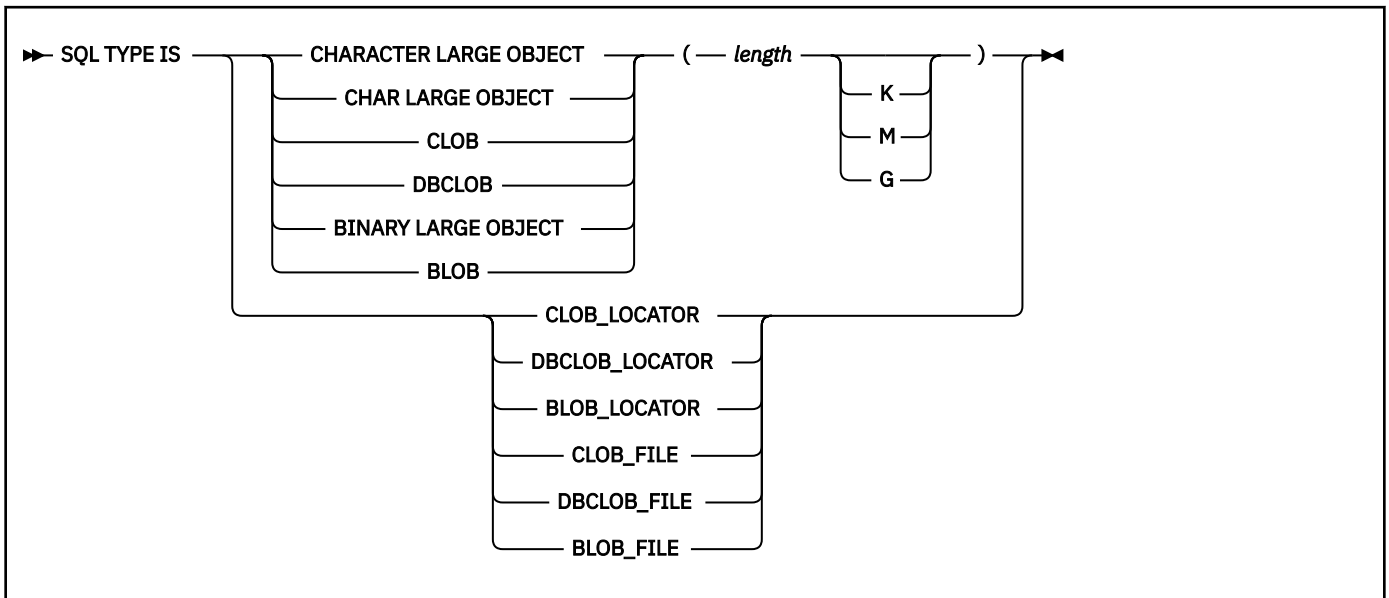 SQL TYPE IS CHARACTER LARGE OBJECT ( length )
CHAR LARGE OBJECT K
CLOB M
DBCLOB G
BINARY LARGE OBJECT
BLOB
CLOB_LOCATOR
DBCLOB_LOCATOR
BLOB_LOCATOR
CLOB_FILE
DBCLOB_FILE
BLOB_FILE